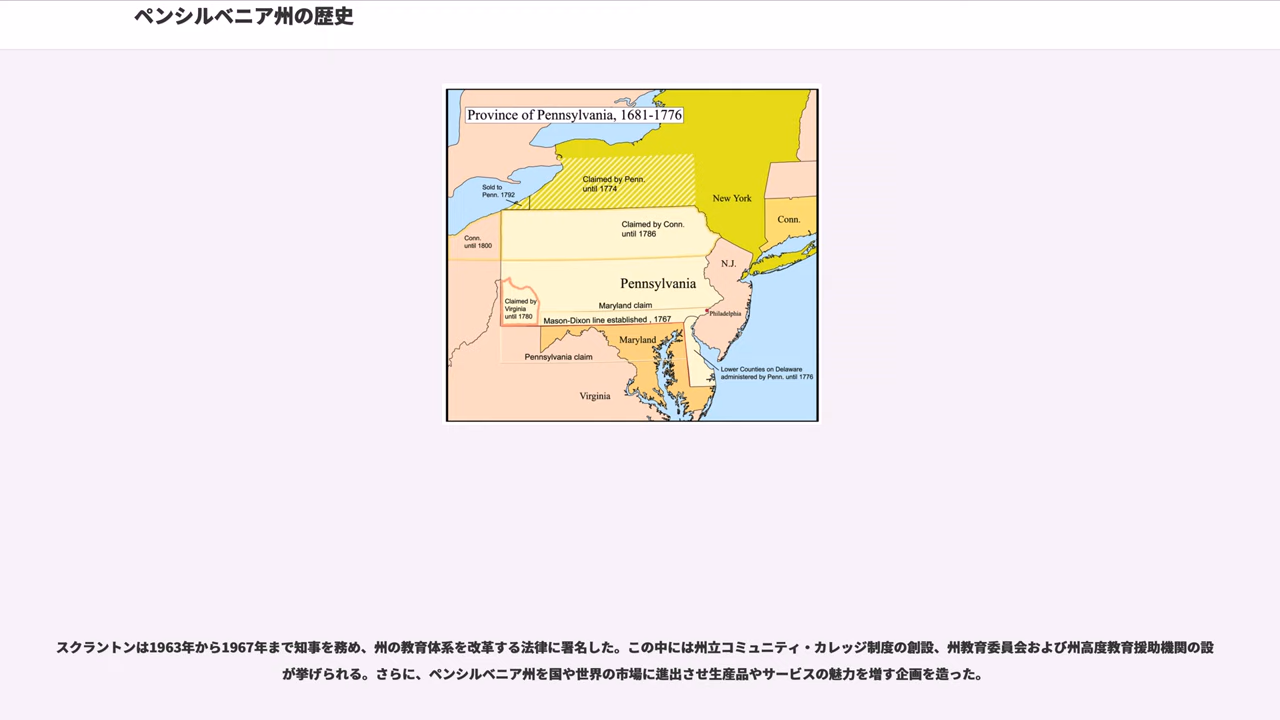 ペンシルベニア州の歴史
Province of Pennsylvania, 1681-1776
Claimed by Penn.
until 1774
Sold to
Penn. 1792
New York
Conn.
Claimed by Conn.
until 1786
Conn.
until 1800
N.J.
Pennsylvania
Claimed by
Virginia
until 1780
Maryland claim
Philadelphia
Mason-Dixon line established , 1767
Maryland
Pennsylvania claim
Lower Counties on Delaware
administered by Penn. until 1776
Virginia
スクラントンは1963年から1967年まで知事を務め、州の教育体系を改革する法律に署名した。この中には州立コミュニティ・カレッジ制度の創設、州教育委員会および州高度教育援助機関の設
が挙げられる。さらに、ペンシルベニア州を国や世界の市場に進出させ生産品やサービスの魅力を増す企画を造った。